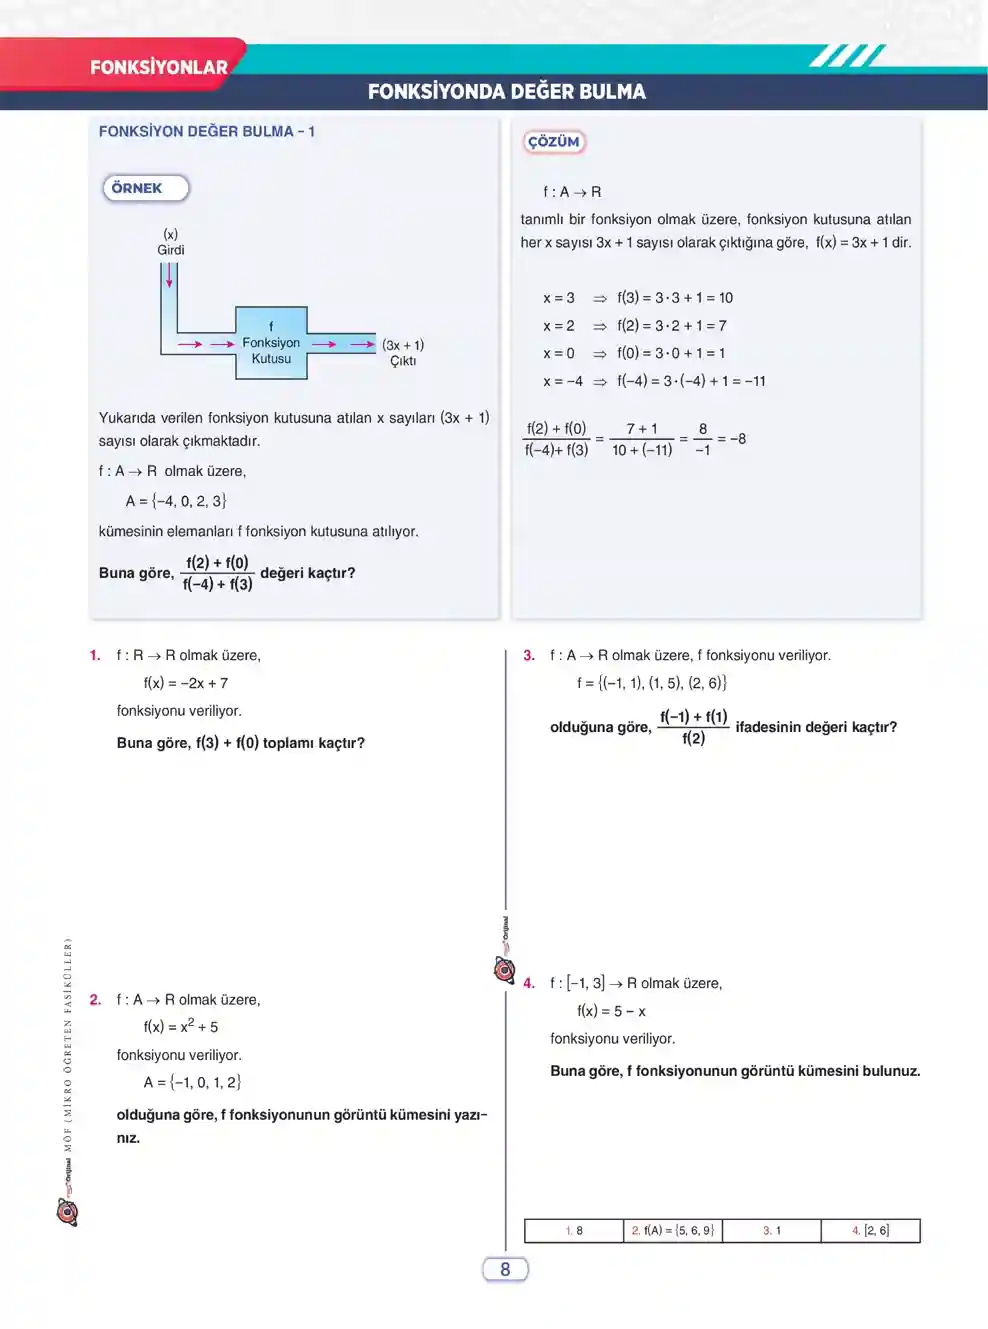 FONKSİYONLAR
FONKSİYONDA DEĞER BULMA
FONKSİYON DEĞER BULMA - 1
ÖRNEK
(x)
Girdi
f
Fonksiyon
Kutusu
(3x + 1)
Çıktı
Yukarıda verilen fonksiyon kutusuna atılan x sayıları (3x + 1)
sayısı olarak çıkmaktadır.
f : A → R olmak üzere,
A = {–4, 0, 2, 3}
kümesinin elemanları f fonksiyon kutusuna atılıyor.
Buna göre, (f(2) + f(0)) / (f(–4) + f(3)) değeri kaçtır?
ÇÖZÜM
f : A → R
tanımlı bir fonksiyon olmak üzere, fonksiyon kutusuna atılan
her x sayısı 3x + 1 sayısı olarak çıktığına göre, f(x) = 3x + 1 dir.
x = 3 ⇒ f(3) = 3·3 + 1 = 10
x = 2 ⇒ f(2) = 3·2 + 1 = 7
x = 0 ⇒ f(0) = 3·0 + 1 = 1
x = –4 ⇒ f(–4) = 3·(–4) + 1 = –11
(f(2) + f(0)) / (f(–4)+ f(3)) = (7 + 1) / (10 + (–11)) = 8 / –1 = –8
1. f : R → R olmak üzere,
f(x) = –2x + 7
fonksiyonu veriliyor.
Buna göre, f(3) + f(0) toplamı kaçtır?
2. f : A → R olmak üzere,
f(x) = x² + 5
fonksiyonu veriliyor.
A = {–1, 0, 1, 2}
olduğuna göre, f fonksiyonunun görüntü kümesini yazı-
nız.
3. f : A → R olmak üzere, f fonksiyonu veriliyor.
f = {(–1, 1), (1, 5), (2, 6)}
olduğuna göre, (f(–1) + f(1)) / f(2) ifadesinin değeri kaçtır?
4. f : [–1, 3] → R olmak üzere,
f(x) = 5 – x
fonksiyonu veriliyor.
Buna göre, f fonksiyonunun görüntü kümesini bulunuz.
Orijinal
Orijinal MÖF (MİKRO ÖĞRETEN FASİKÜLLER)
1. 8 2. f(A) = {5, 6, 9} 3. 1 4. [2, 6]
8